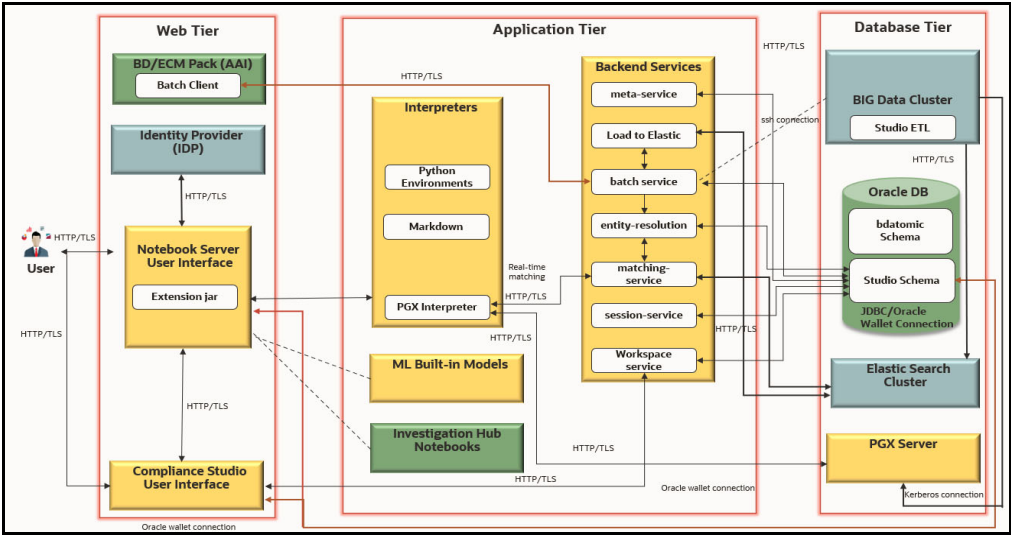 Web Tier
BD/ECM Pack (AAI)
Batch Client
Identity Provider
(IDP)
HTTP/TLS
HTTP/TLS
User
Notebook Server
User Interface
Extension jar
HTTP/TLS
HTTP/TLS
Compliance Studio
User Interface
Oracle wallet connection
Application Tier
HTTP/TLS
Interpreters
Python
Environments
Markdown
PGX Interpreter
Real-time
matching
HTTP/TLS
HTTP/TLS
ML Built-in Models
Investigation Hub
Notebooks
HTTP/TLS
HTTP/TLS
Backend Services
meta-service
Load to Elastic
batch service
entity-resolution
matching-
service
session-service
Workspace
service
HTTP/TLS
Oracle wallet connection
HTTP/TLS
ssh connection
Database Tier
BIG Data Cluster
Studio ETL
HTTP/TLS
Oracle DB
bdatomic
Schema
Studio Schema
JDBC/Oracle
Wallet Connection
Elastic Search
Cluster
PGX Server
Kerberos connection